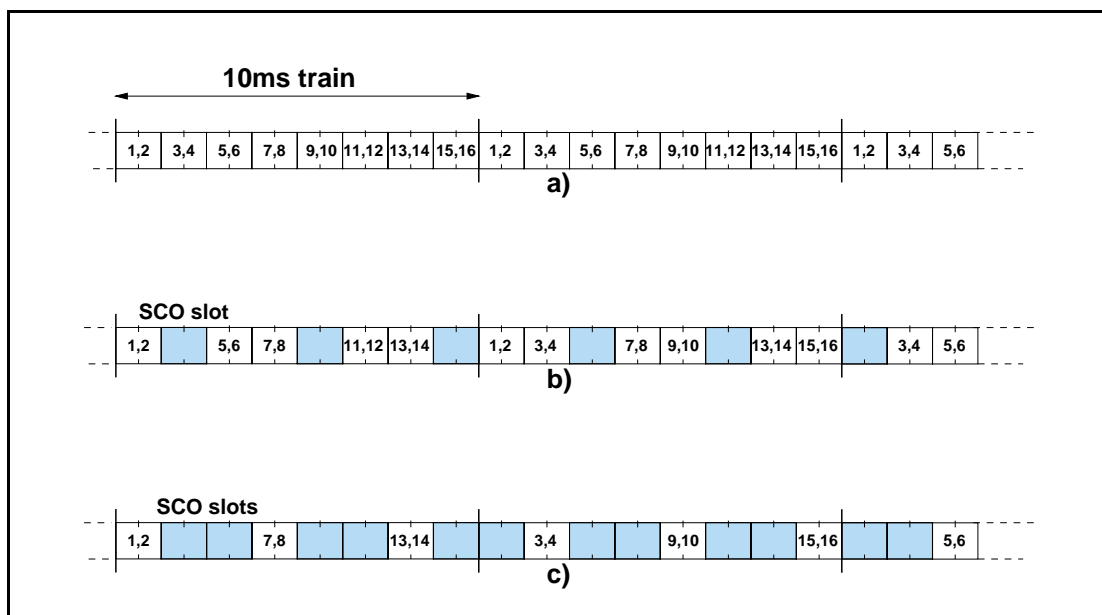 10ms train
1,2 3,4 5,6 7,8 9,10 11,12 13,14 15,16 1,2 3,4 5,6 7,8 9,10 11,12 13,14 15,16 1,2 3,4 5,6
a)
SCO slot
1,2 5,6 7,8 11,12 13,14 1,2 3,4 7,8 9,10 13,14 15,16 3,4 5,6
b)
SCO slots
1,2 7,8 13,14 3,4 9,10 15,16 5,6
c)